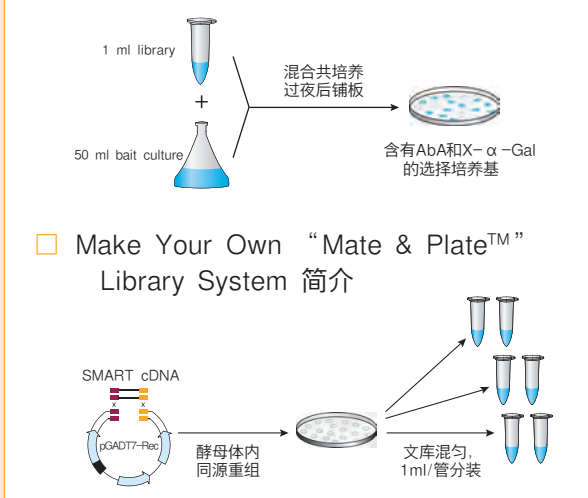 1 ml library
+
50 ml bait culture
混合共培养
过夜后铺板
含有AbA和X-α-Gal
的选择培养基
□ Make Your Own “Mate & Plate™”
Library System 简介
SMART cDNA
x x
pGADT7-Rec
酵母体内
同源重组
文库混匀,
1ml/管分装